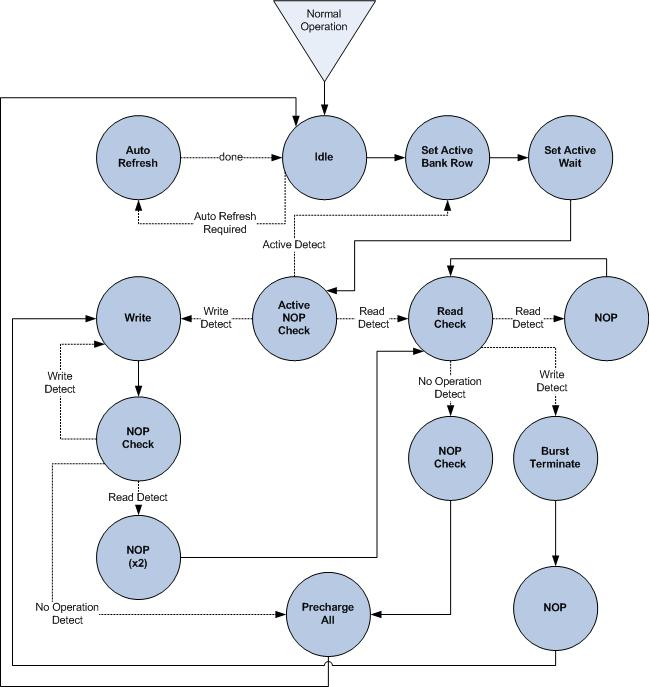 Normal
Operation
Auto
Refresh
done
Idle
Set Active
Bank Row
Set Active
Wait
Auto Refresh
Required
Active Detect
Write
Write
Detect
Active
NOP
Check
Read
Detect
Read
Check
Read
Detect
NOP
Write
Detect
No Operation
Detect
Write
Detect
NOP
Check
NOP
Check
Burst
Terminate
Read Detect
NOP
(x2)
No Operation
Detect
Precharge
All
NOP